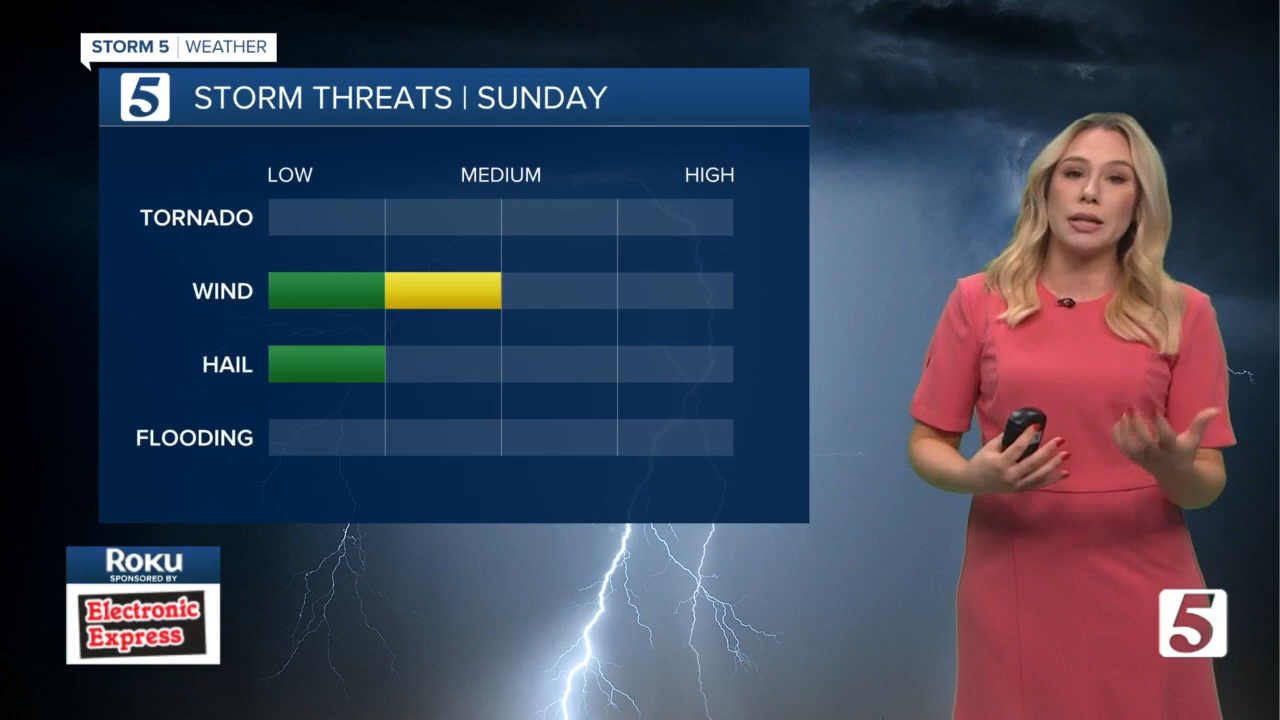 STORM 5 | WEATHER
5 STORM THREATS | SUNDAY
LOW MEDIUM HIGH
TORNADO
WIND
HAIL
FLOODING
Roku
SPONSORED BY
Electronic
Express
5